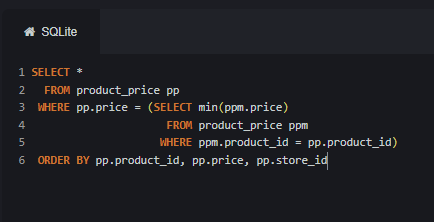 SQLite
1 SELECT *
2 FROM product_price pp
3 WHERE pp.price = (SELECT min(ppm.price)
4 FROM product_price ppm
5 WHERE ppm.product_id = pp.product_id)
6 ORDER BY pp.product_id, pp.price, pp.store_id